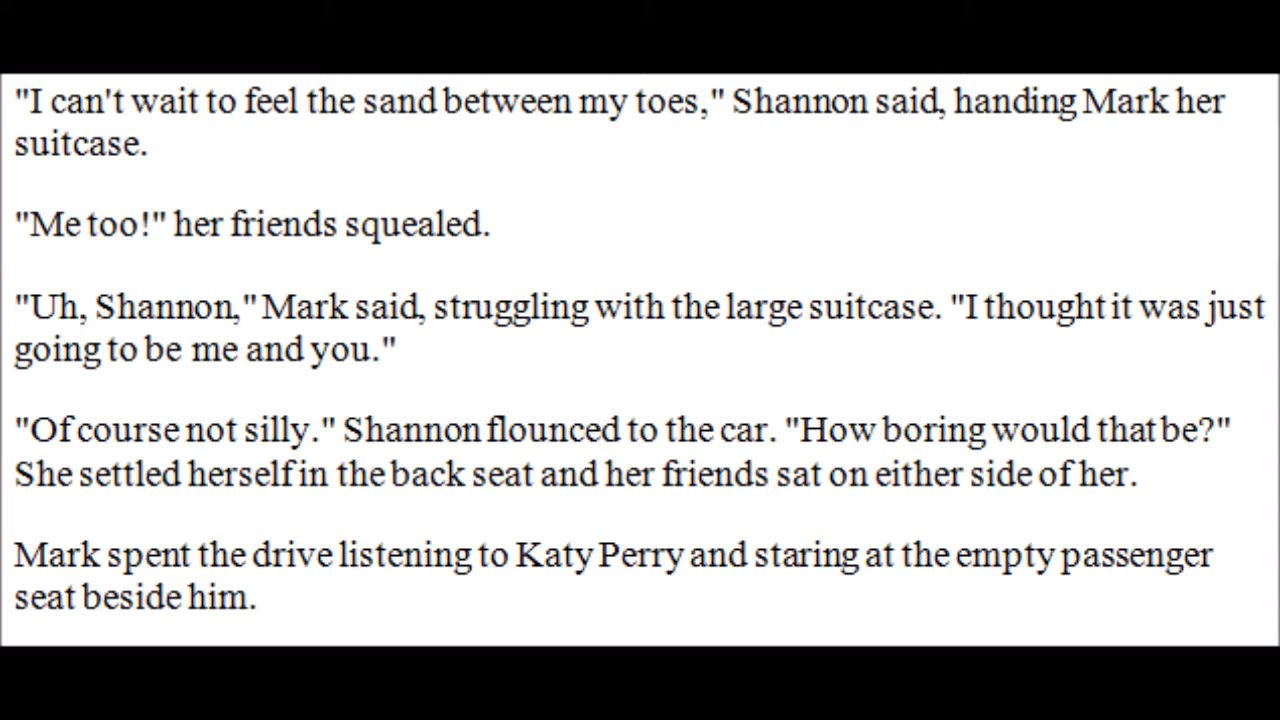 "I can't wait to feel the sand between my toes," Shannon said, handing Mark her
suitcase.
"Me too!" her friends squealed.
"Uh, Shannon," Mark said, struggling with the large suitcase. "I thought it was just
going to be me and you."
"Of course not silly." Shannon flounced to the car. "How boring would that be?"
She settled herself in the back seat and her friends sat on either side of her.
Mark spent the drive listening to Katy Perry and staring at the empty passenger
seat beside him.